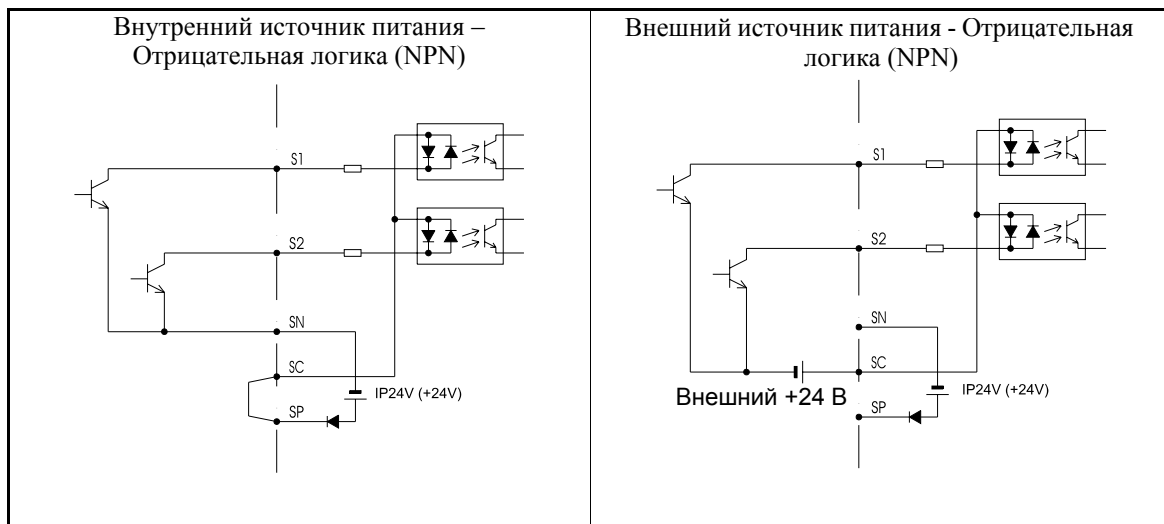 Внутренний источник питания –
Отрицательная логика (NPN)
S1
S2
SN
SC
IP24V (+24V)
SP
Внешний источник питания - Отрицательная
логика (NPN)
S1
S2
SN
SC
Внешний +24 В
IP24V (+24V)
SP